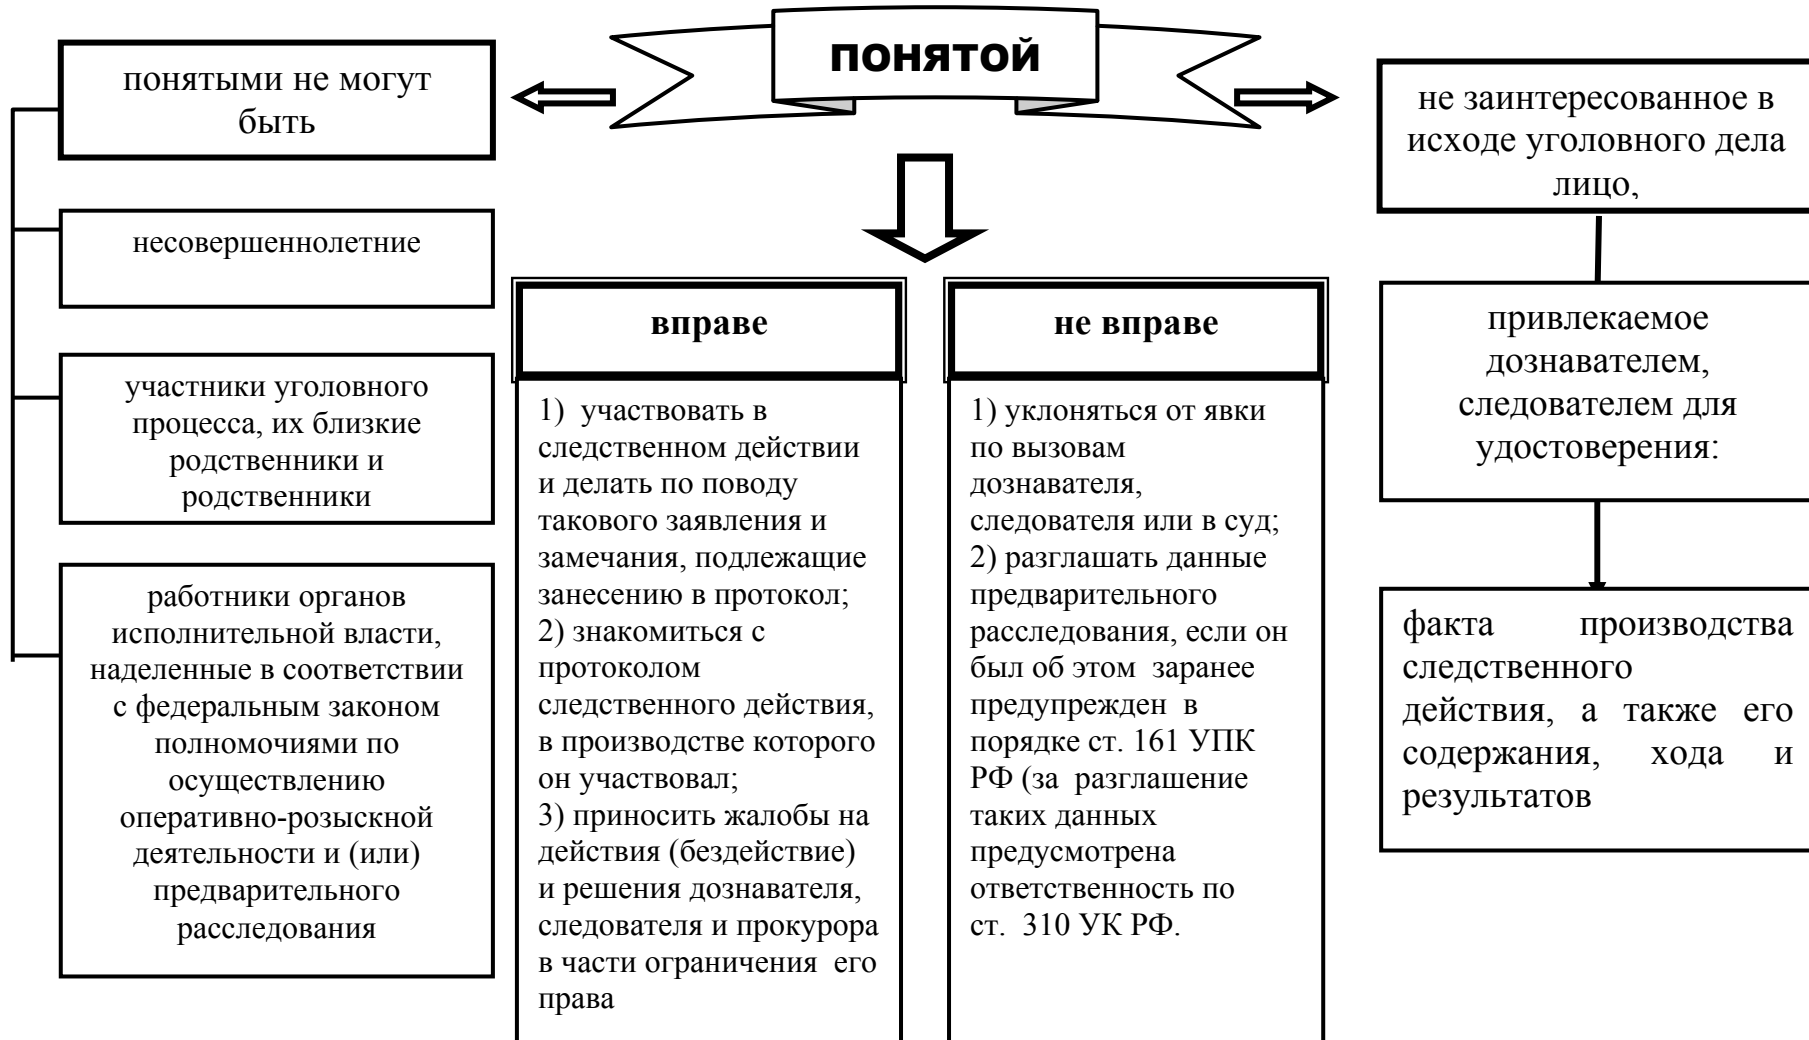 понятой
понятыми не могут
быть
несовершеннолетние
участники уголовного
процесса, их близкие
родственники и
родственники
работники органов
исполнительной власти,
наделенные в соответствии
с федеральным законом
полномочиями по
осуществлению
оперативно-розыскной
деятельности и (или)
предварительного
расследования
вправе
1) участвовать в
следственном действии
и делать по поводу
такового заявления и
замечания, подлежащие
занесению в протокол;
2) знакомиться с
протоколом
следственного действия,
в производстве которого
он участвовал;
3) приносить жалобы на
действия (бездействие)
и решения дознавателя,
следователя и прокурора
в части ограничения его
права
не вправе
1) уклоняться от явки
по вызовам
дознавателя,
следователя или в суд;
2) разглашать данные
предварительного
расследования, если он
был об этом заранее
предупрежден в
порядке ст. 161 УПК
РФ (за разглашение
таких данных
предусмотрена
ответственность по
ст. 310 УК РФ.
не заинтересованное в
исходе уголовного дела
лицо,
привлекаемое
дознавателем,
следователем для
удостоверения:
факта производства
следственного
действия, а также его
содержания, хода и
результатов